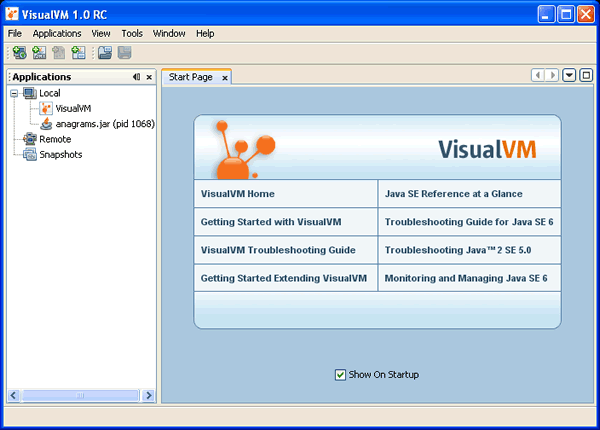 VisualVM 1.0 RC
File Applications View Tools Window Help
Applications
Start Page
Local
VisualVM
anagrams.jar (pid 1068)
Remote
Snapshots
VisualVM
VisualVM Home
Java SE Reference at a Glance
Getting Started with VisualVM
Troubleshooting Guide for Java SE 6
VisualVM Troubleshooting Guide
Troubleshooting Java™ 2 SE 5.0
Getting Started Extending VisualVM
Monitoring and Managing Java SE 6
Show On Startup